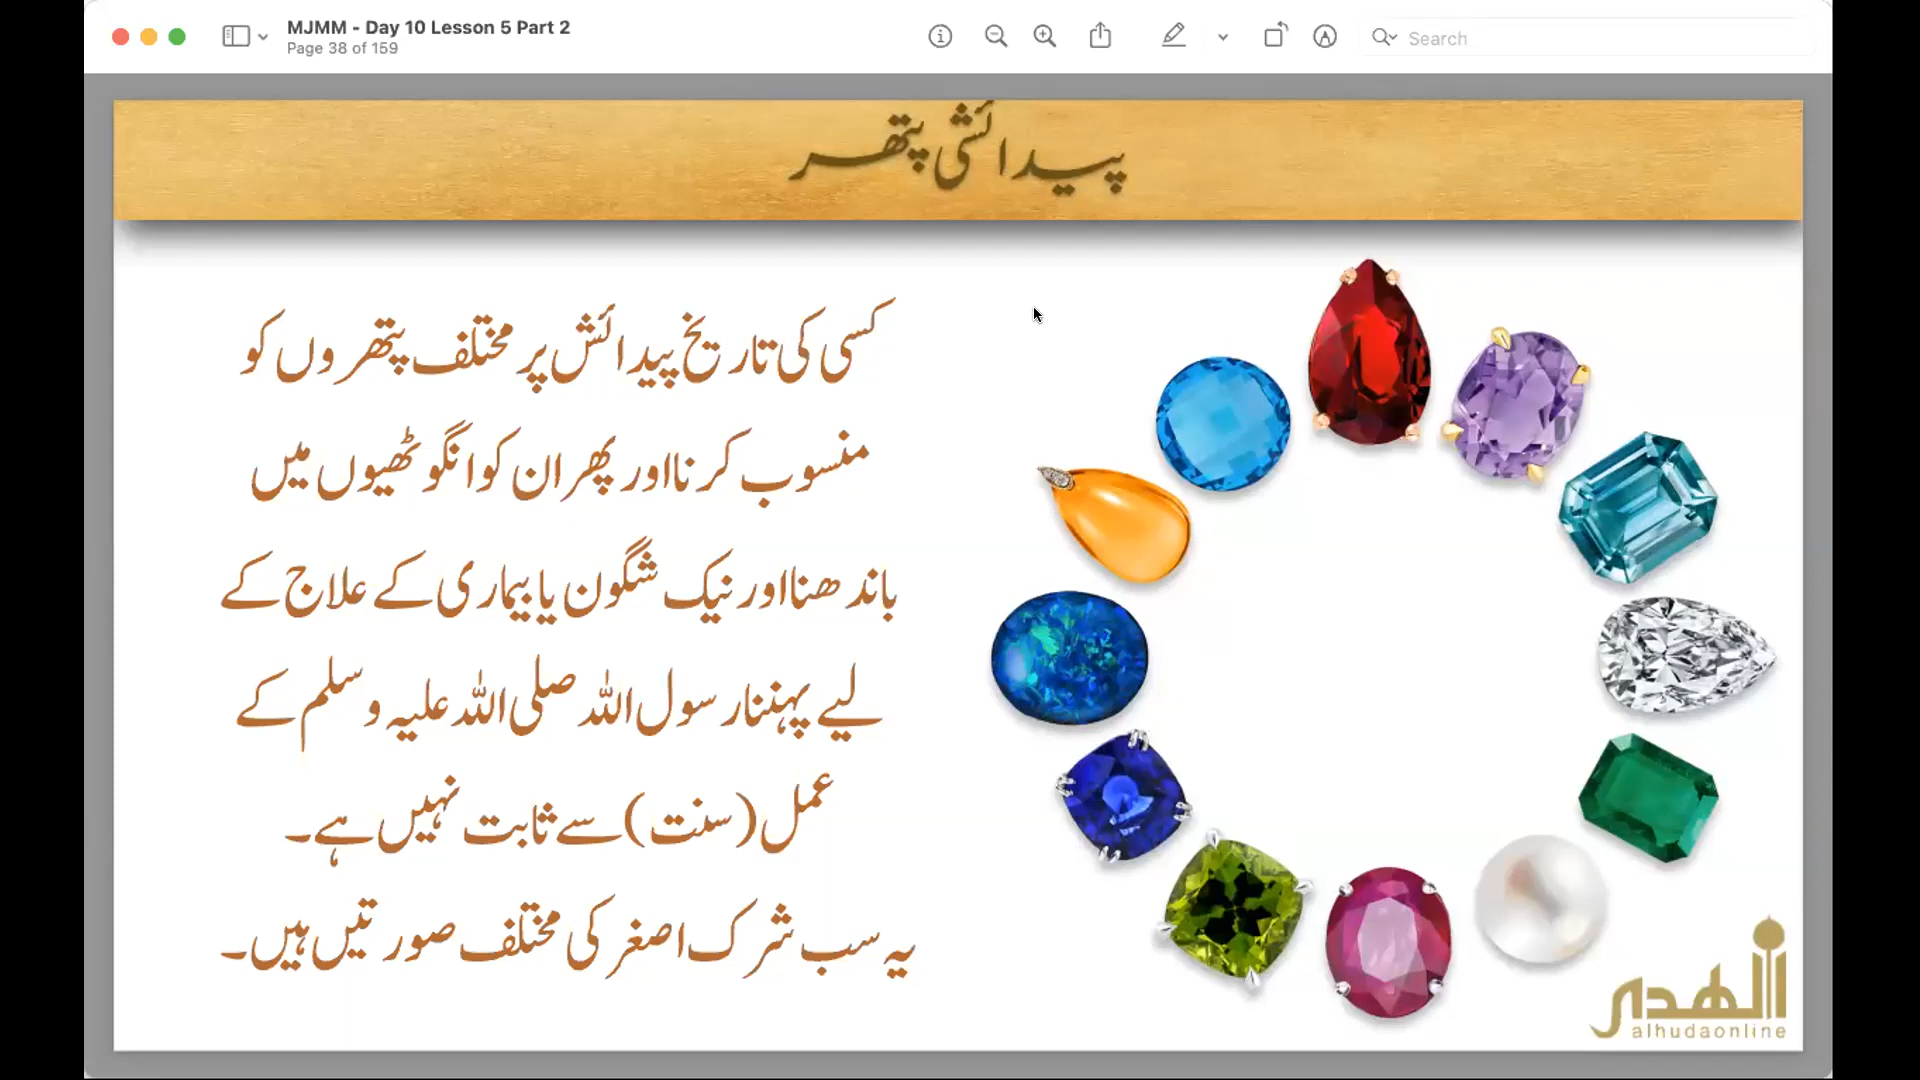 MJMM - Day 10 Lesson 5 Part 2
Page 38 of 159
Search
پیدائشی پتھر
کسی کی تاریخ پیدائش پر مختلف پتھروں کو
منسوب کرنا اور پھر ان کو انگوٹھیوں میں
باندھنا اور نیک شگون یا بیماری کے علاج کے
لیے پہننا رسول اللہ صلی اللہ علیہ وسلم کے
عمل (سنت) سے ثابت نہیں ہے۔
یہ سب شرک اصغر کی مختلف صورتیں ہیں۔
الهدى
alhudaonline